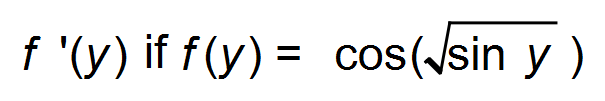 f '(y) if f(y) = cos(√sin y )